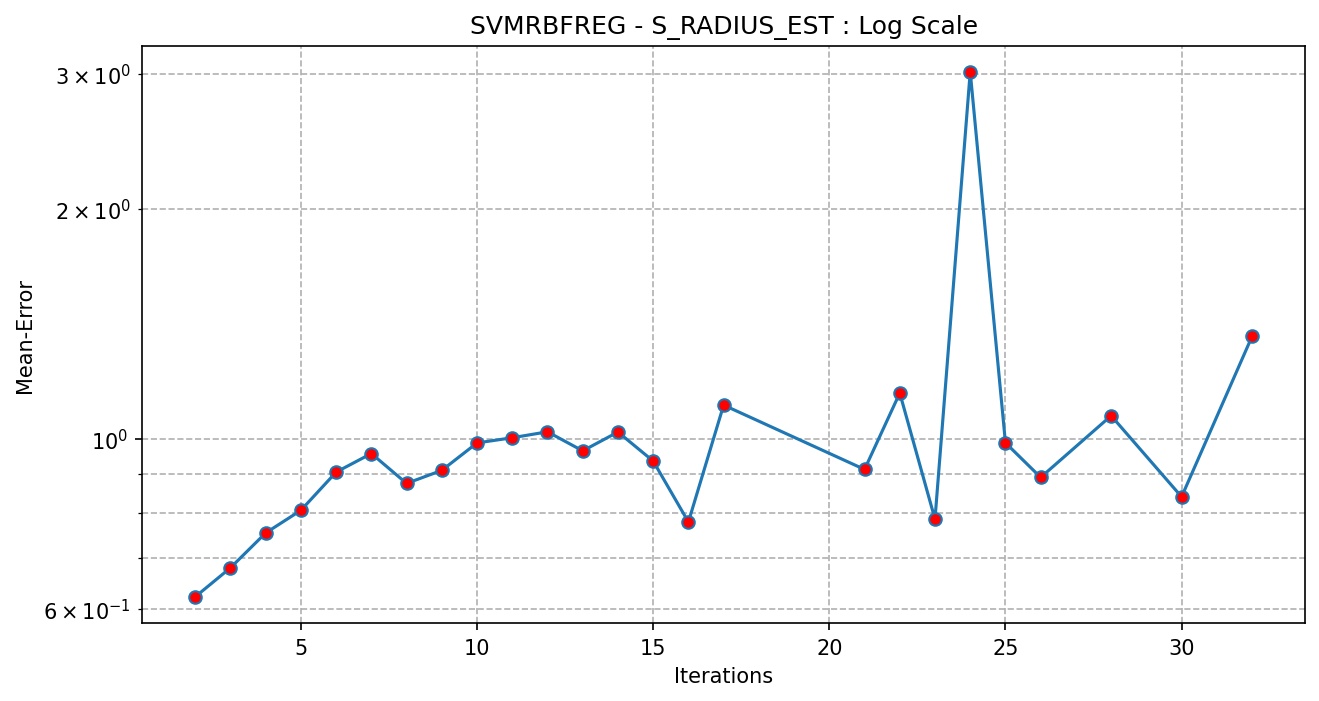 SVMRBFREG - S_RADIUS_EST : Log Scale
3 × 10⁰
2 × 10⁰
10⁰
6 × 10⁻¹
Mean-Error
5 10 15 20 25 30
Iterations